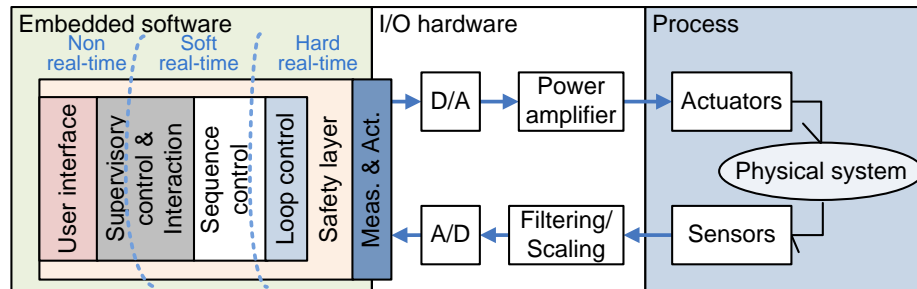 Embedded software
I/O hardware
Process
Non
real-time
Soft
real-time
Hard
real-time
User interface
Supervisory
control &
Interaction
Sequence
control
Loop control
Safety layer
Meas. & Act.
D/A
Power
amplifier
Actuators
Physical system
A/D
Filtering/
Scaling
Sensors